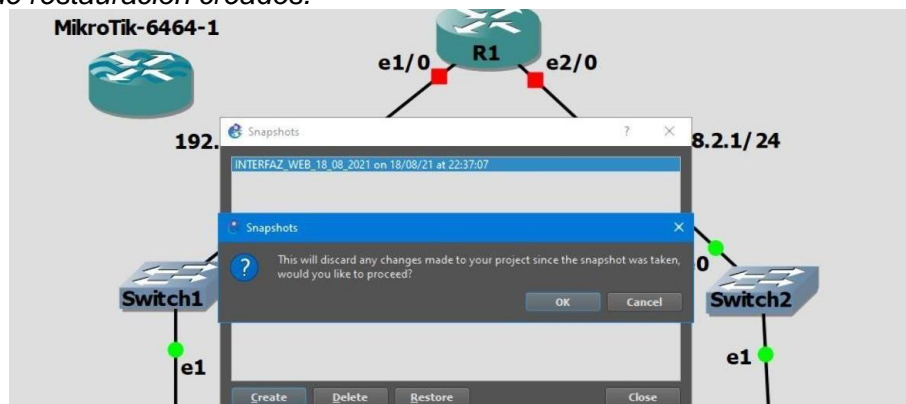 restauración creados.
MikroTik-6464-1
R1
e1/0
e2/0
192.
8.2.1/ 24
Snapshots
INTERFAZ_WEB_18_08_2021 on 18/08/21 at 22:37:07
Snapshots
This will discard any changes made to your project since the snapshot was taken,
would you like to proceed?
OK Cancel
0
Switch1
Switch2
e1
e1
Create Delete Restore Close